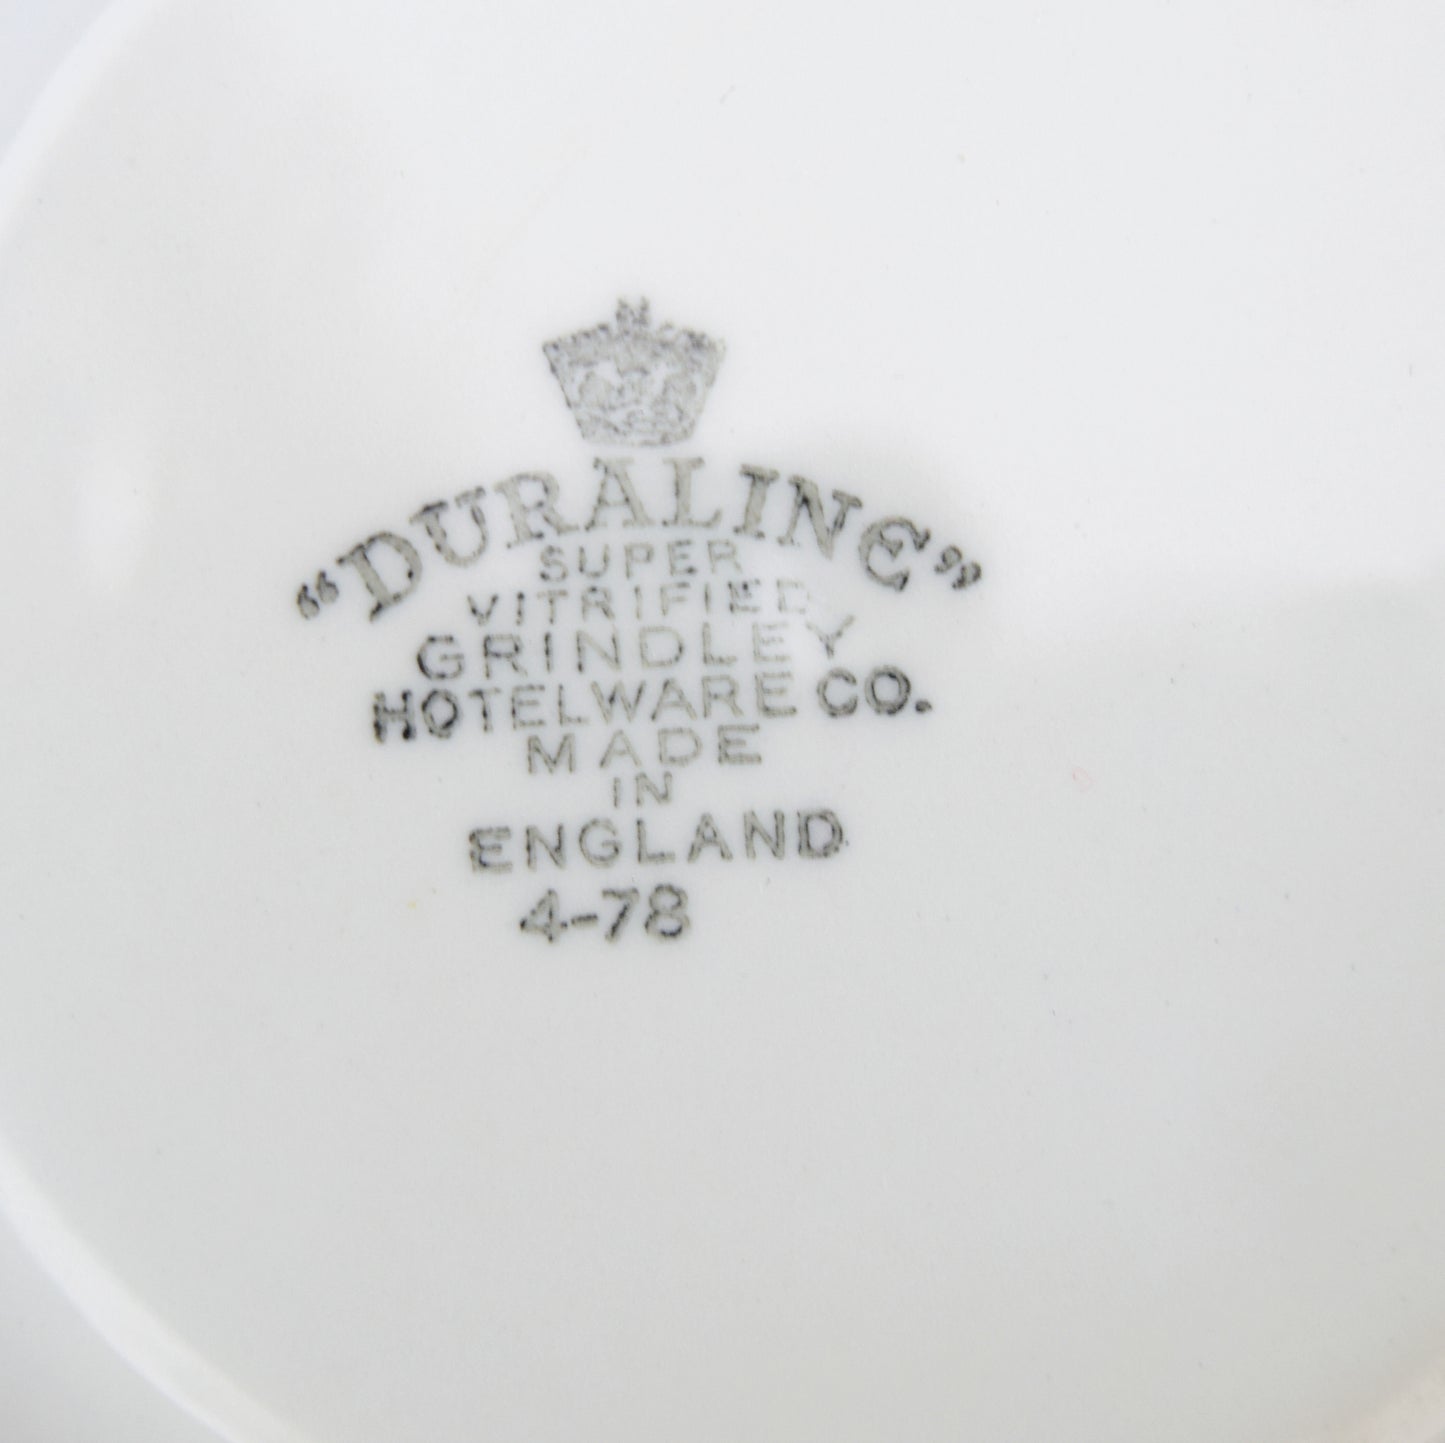 “DURALINE”
SUPER
VITRIFIED
GRINDLEY
HOTELWARE CO.
MADE
IN
ENGLAND
4-78